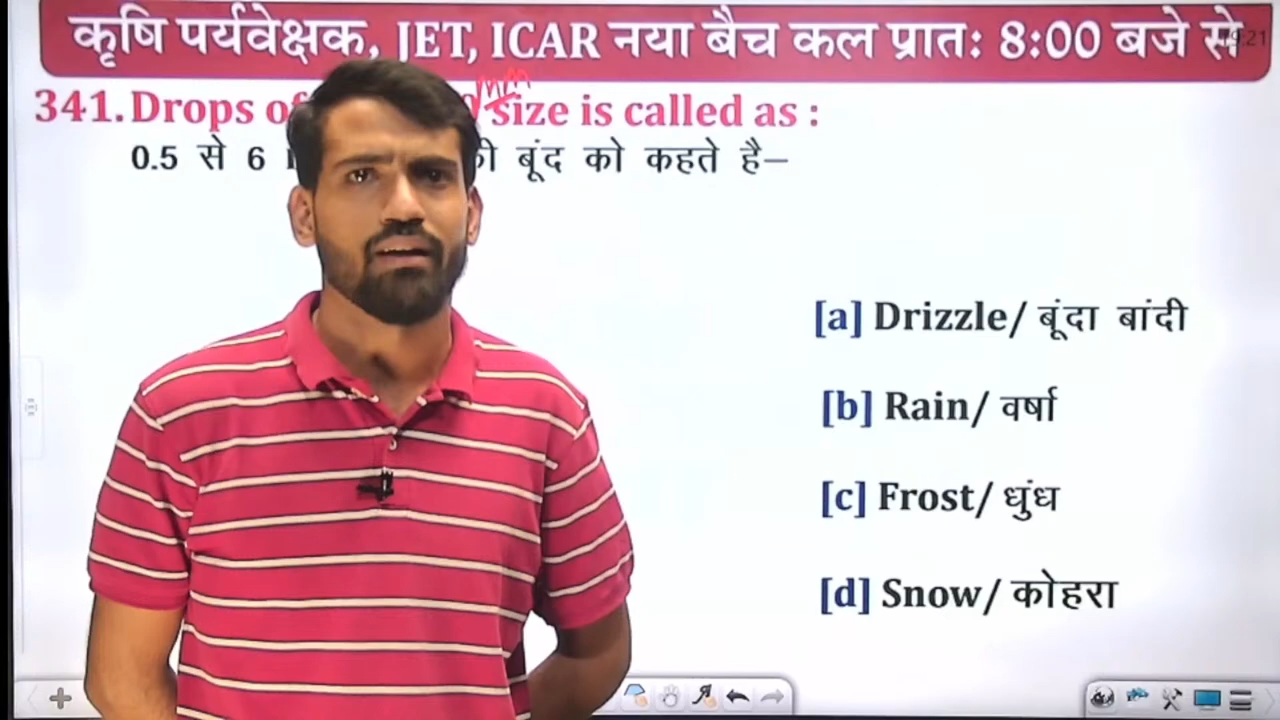 कृषि पर्यवेक्षक, JET, ICAR नया बैच कल प्रातः 8:00 बजे से
mm
341. Drops of size is called as :
0.5 से 6 की बूंद को कहते है–
[a] Drizzle/ बूंदा बांदी
[b] Rain/ वर्षा
[c] Frost/ धुंध
[d] Snow/ कोहरा